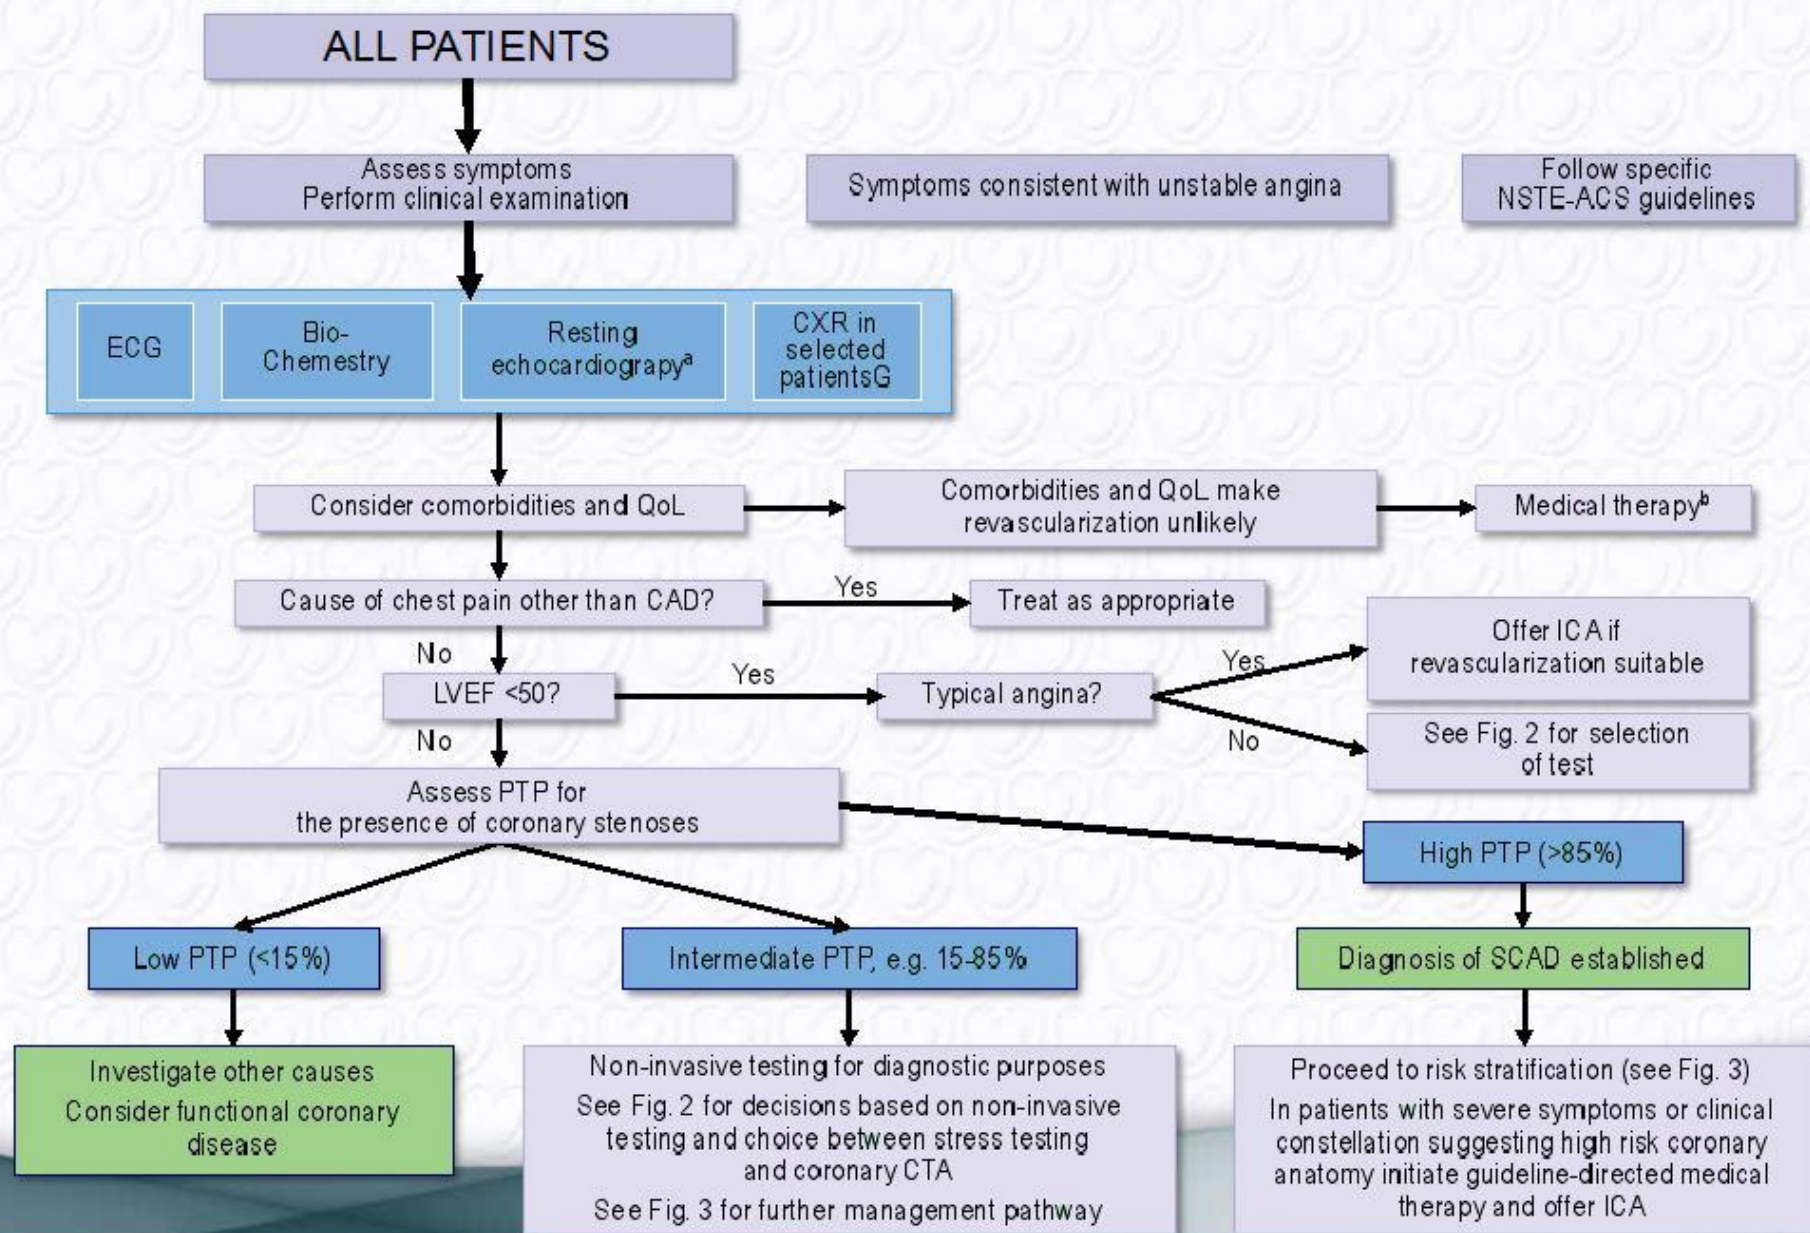 ALL PATIENTS
Assess symptoms
Perform clinical examination
Symptoms consistent with unstable angina
Follow specific
NSTE-ACS guidelines
ECG
Bio-
Chemestry
Resting
echocardiograpyᵃ
CXR in
selected
patientsG
Consider comorbidities and QoL
Comorbidities and QoL make
revascularization unlikely
Medical therapyᵇ
Cause of chest pain other than CAD?
Yes
Treat as appropriate
No
LVEF <50?
Yes
Typical angina?
Yes
Offer ICA if
revascularization suitable
No
See Fig. 2 for selection
of test
No
Assess PTP for
the presence of coronary stenoses
High PTP (>85%)
Low PTP (<15%)
Intermediate PTP, e.g. 15-85%
Diagnosis of SCAD established
Investigate other causes
Consider functional coronary
disease
Non-invasive testing for diagnostic purposes
See Fig. 2 for decisions based on non-invasive
testing and choice between stress testing
and coronary CTA
See Fig. 3 for further management pathway
Proceed to risk stratification (see Fig. 3)
In patients with severe symptoms or clinical
constellation suggesting high risk coronary
anatomy initiate guideline-directed medical
therapy and offer ICA